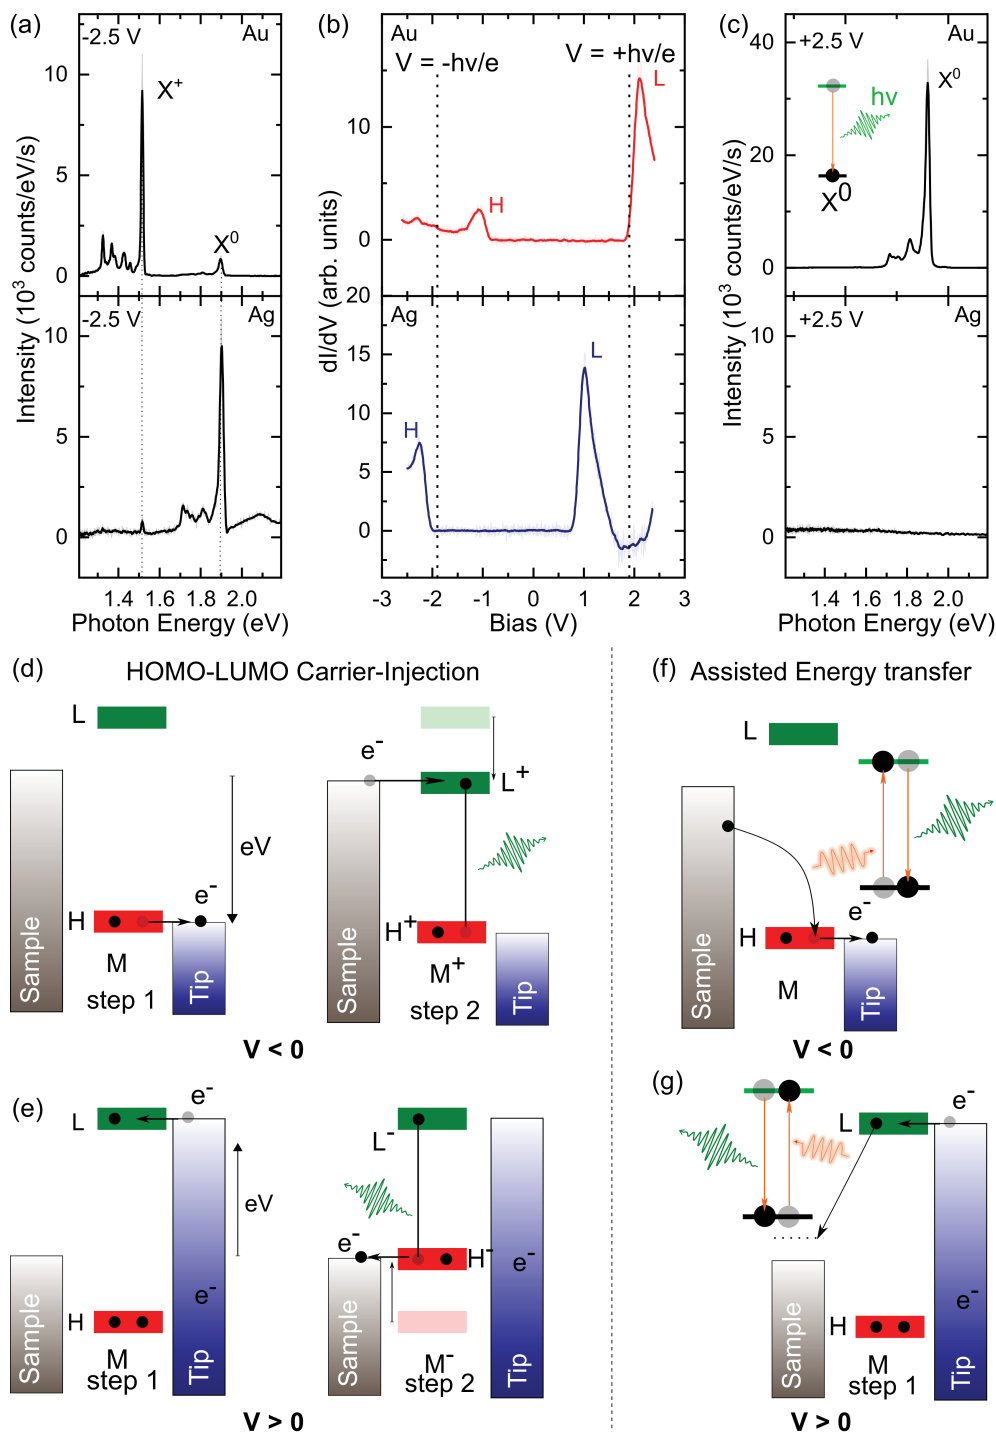 (a)
-2.5 V
Au
X+
X0
10
5
0
-2.5 V
Ag
10
5
0
Intensity (10³ counts/eV/s)
1.4 1.6 1.8 2.0
Photon Energy (eV)
(b)
Au
V = -hν/e
V = +hν/e
L
H
15
10
5
0
20
Ag
L
H
15
10
5
0
dI/dV (arb. units)
-3 -2 -1 0 1 2 3
Bias (V)
(c)
+2.5 V
Au
X0
hν
X0
40
20
0
+2.5 V
Ag
10
5
0
Intensity (10³ counts/eV/s)
1.4 1.6 1.8 2.0
Photon Energy (eV)
(d)
HOMO-LUMO Carrier-Injection
L
eV
e-
H
M
step 1
Sample
Tip
e-
L+
H+
M+
step 2
Sample
Tip
V < 0
(e)
L
e-
eV
e-
H
M
step 1
Sample
Tip
L-
e-
H-
e-
M-
step 2
Sample
Tip
V > 0
(f)
Assisted Energy transfer
L
e-
H
M
Sample
Tip
V < 0
(g)
L
e-
e-
H
M
step 1
Sample
Tip
V > 0